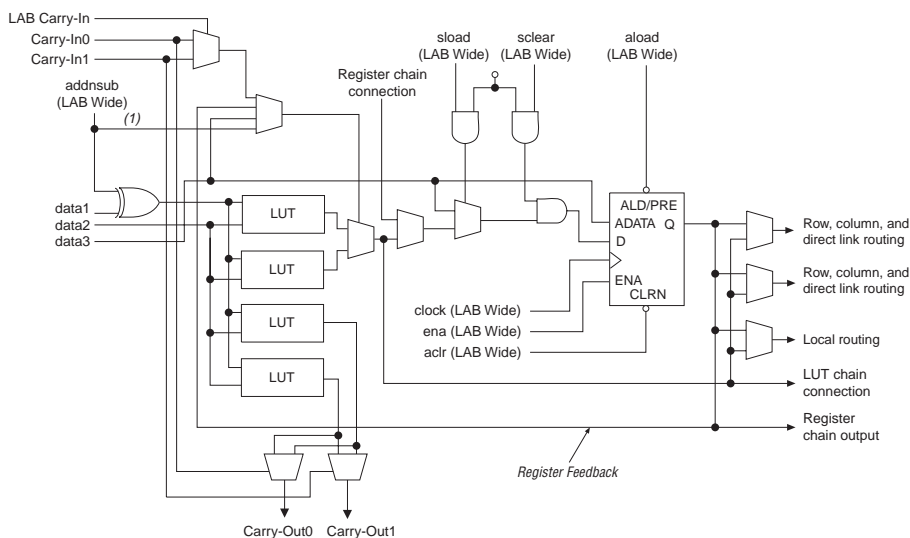 LAB Carry-In
Carry-In0
Carry-In1
addnsub
(LAB Wide)
(1)
data1
data2
data3
LUT
LUT
LUT
LUT
Register chain
connection
sload
(LAB Wide)
sclear
(LAB Wide)
aload
(LAB Wide)
ALD/PRE
ADATA Q
D
ENA
CLRN
clock (LAB Wide)
ena (LAB Wide)
aclr (LAB Wide)
Row, column, and
direct link routing
Row, column, and
direct link routing
Local routing
LUT chain
connection
Register
chain output
Register Feedback
Carry-Out0
Carry-Out1